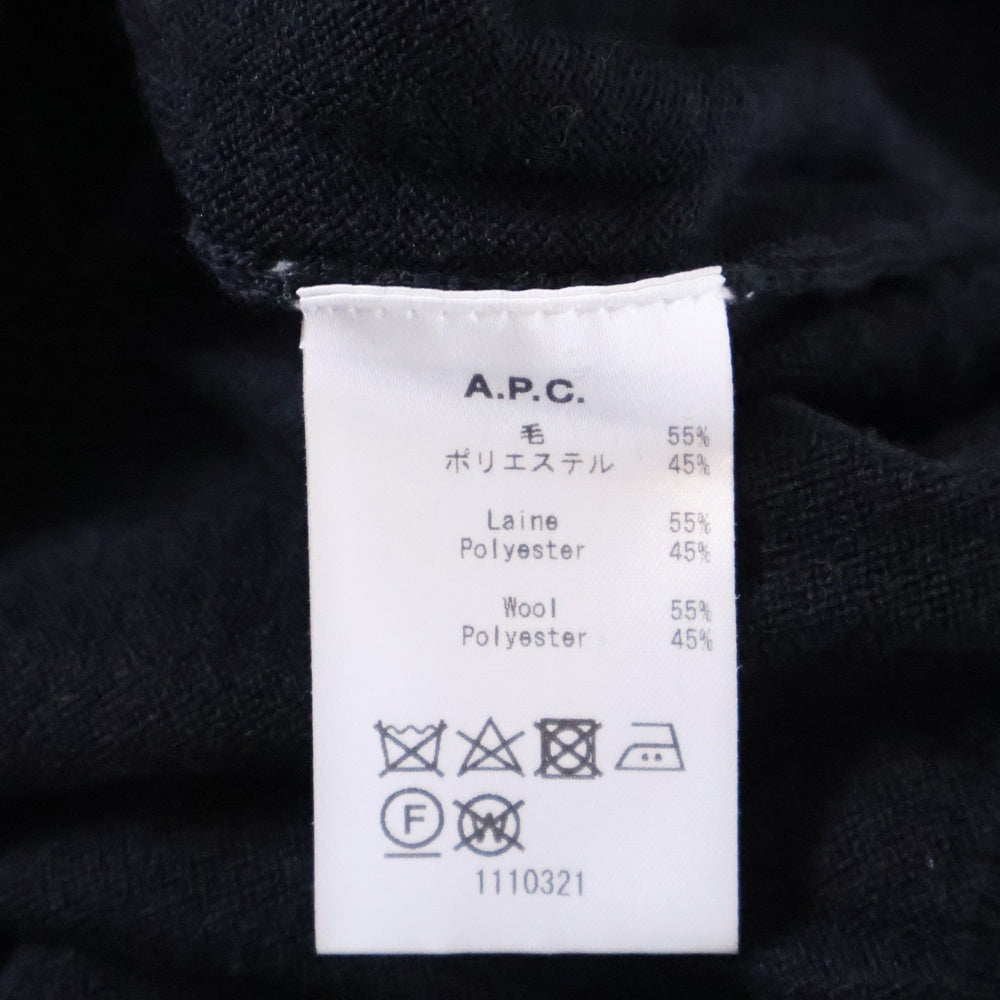 A.P.C.
毛 55%
ポリエステル 45%
Laine 55%
Polyester 45%
Wool 55%
Polyester 45%
F W
1110321